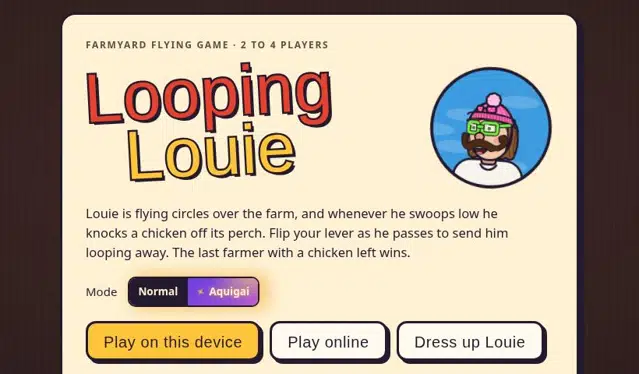 FARMYARD FLYING GAME · 2 TO 4 PLAYERS
Looping
Louie
Louie is flying circles over the farm, and whenever he swoops low he
knocks a chicken off its perch. Flip your lever as he passes to send him
looping away. The last farmer with a chicken left wins.
Mode Normal Aquigai
Play on this device Play online Dress up Louie